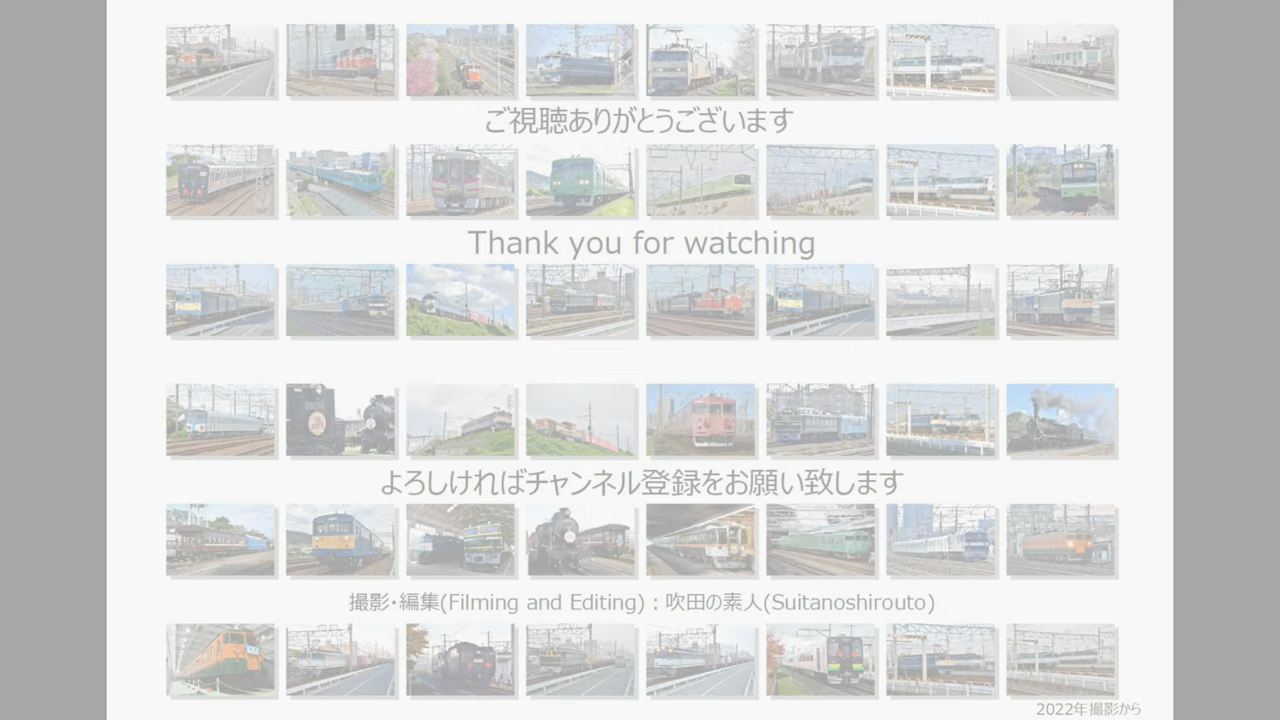 ご視聴ありがとうございます
Thank you for watching
よろしければチャンネル登録をお願い致します
撮影・編集(Filming and Editing) : 吹田の素人(Suitanoshirouto)
2022年撮影から